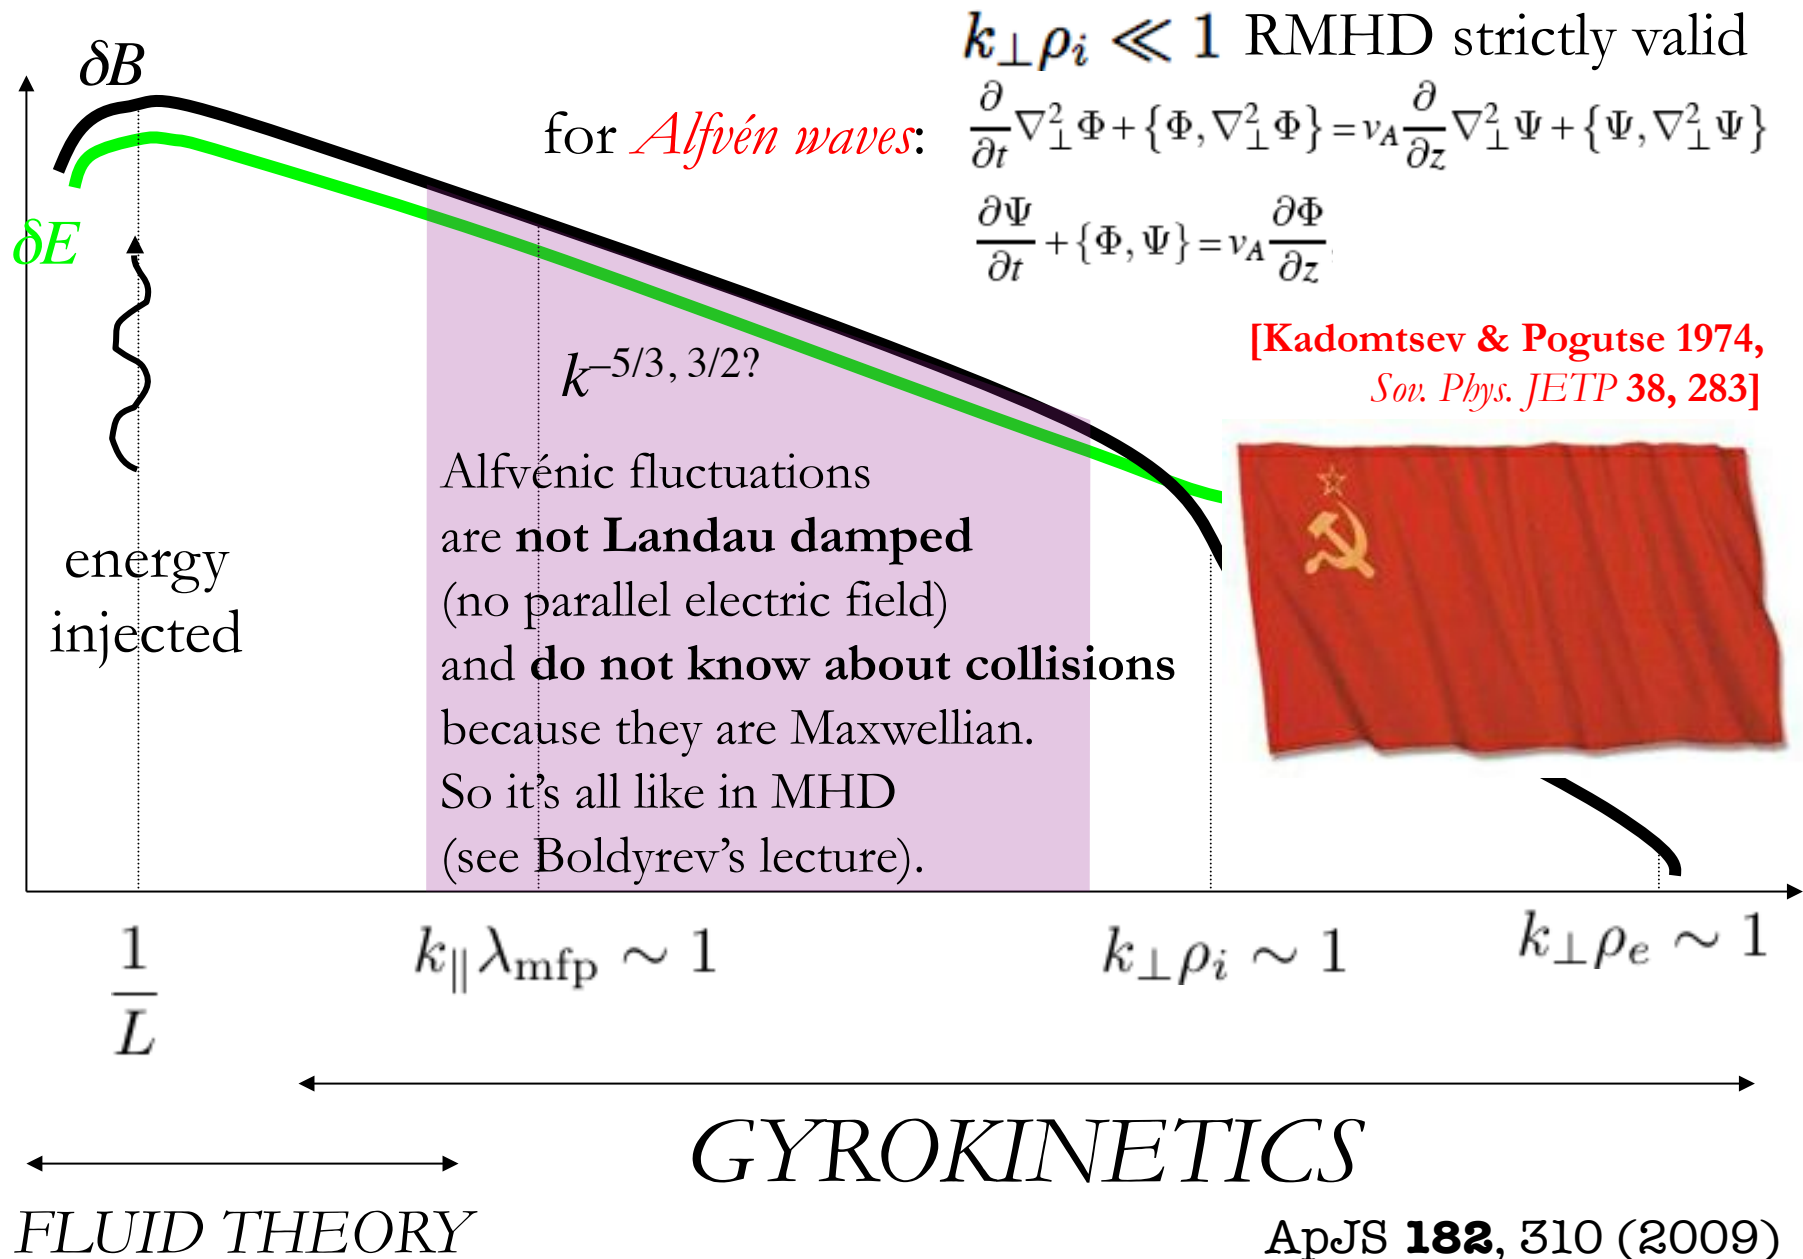 k⊥ρi ≪ 1 RMHD strictly valid
δB
for Alfvén waves:
∂/∂t ∇⊥²Φ + {Φ, ∇⊥²Φ} = vA ∂/∂z ∇⊥²Ψ + {Ψ, ∇⊥²Ψ}
∂Ψ/∂t + {Φ, Ψ} = vA ∂Φ/∂z
δE
[Kadomtsev & Pogutse 1974,
Sov. Phys. JETP 38, 283]
k–5/3, 3/2?
Alfvénic fluctuations
are not Landau damped
(no parallel electric field)
and do not know about collisions
because they are Maxwellian.
So it's all like in MHD
(see Boldyrev's lecture).
energy
injected
1/L
k∥λmfp ∼ 1
k⊥ρi ∼ 1
k⊥ρe ∼ 1
GYROKINETICS
FLUID THEORY
ApJS 182, 310 (2009)